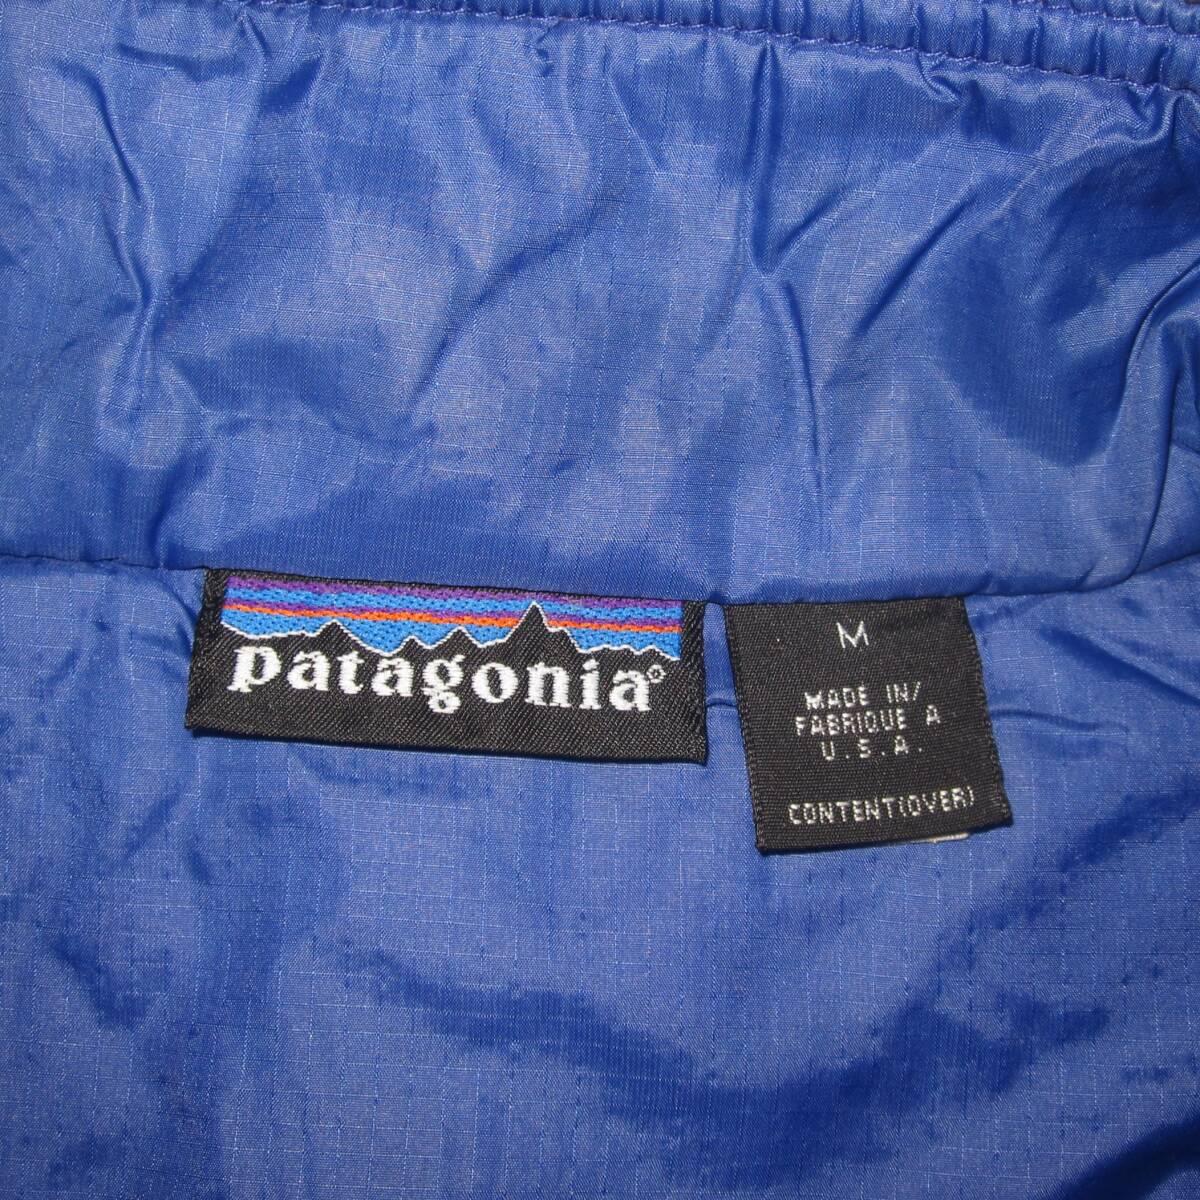 patagonia®
M
MADE IN/
FABRIQUE A
U.S.A.
CONTENT(OVER)